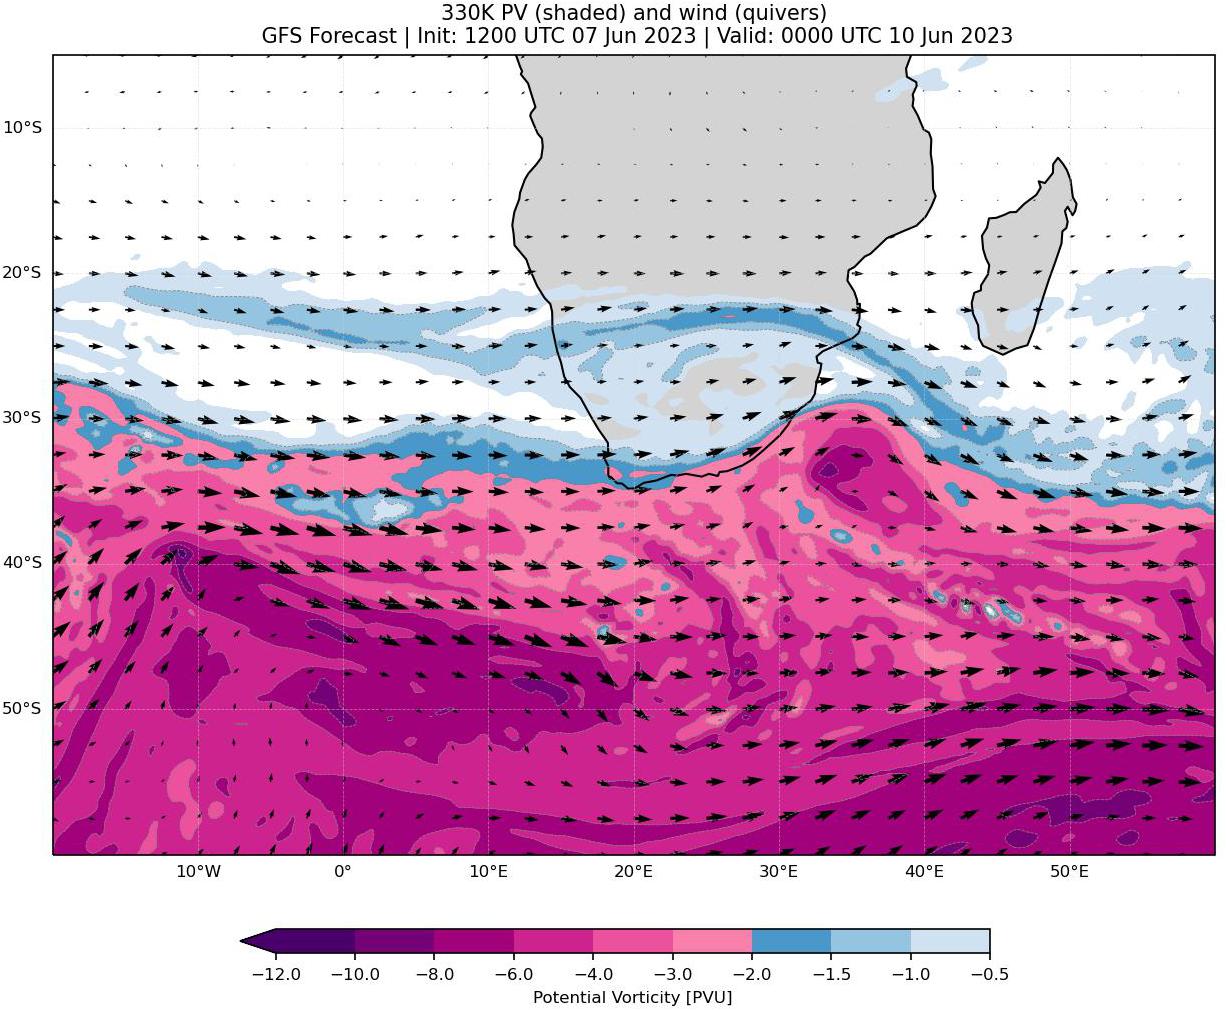 330K PV (shaded) and wind (quivers)
GFS Forecast | Init: 1200 UTC 07 Jun 2023 | Valid: 0000 UTC 10 Jun 2023
10°S
20°S
30°S
40°S
50°S
10°W 0° 10°E 20°E 30°E 40°E 50°E
−12.0 −10.0 −8.0 −6.0 −4.0 −3.0 −2.0 −1.5 −1.0 −0.5
Potential Vorticity [PVU]